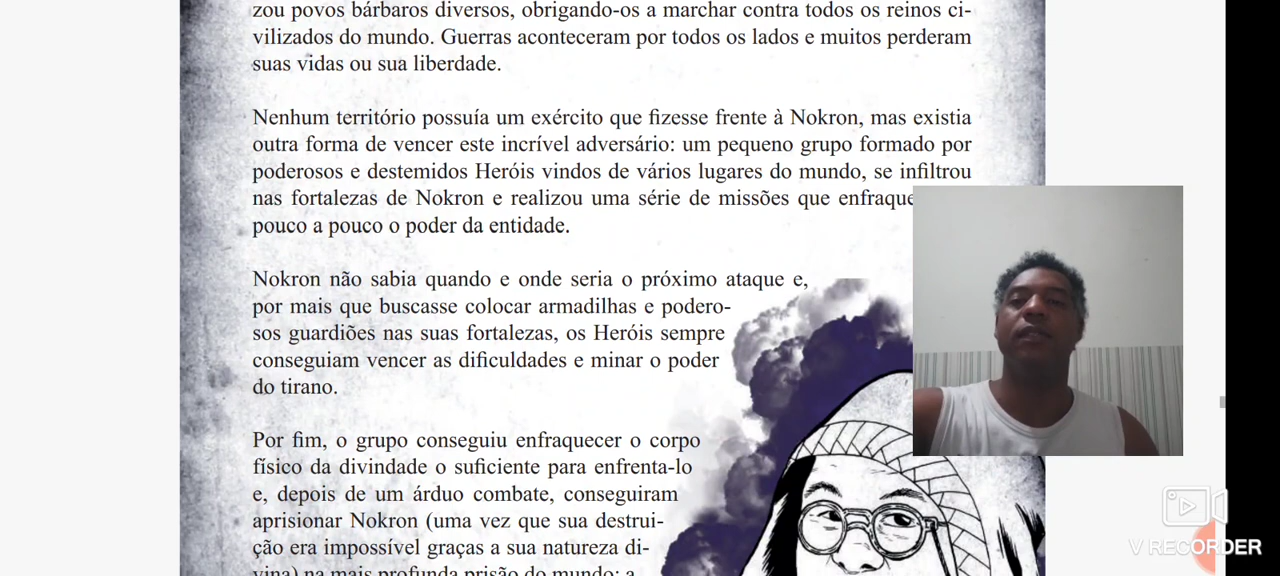 zou povos bárbaros diversos, obrigando-os a marchar contra todos os reinos ci-
vilizados do mundo. Guerras aconteceram por todos os lados e muitos perderam
suas vidas ou sua liberdade.
Nenhum território possuía um exército que fizesse frente à Nokron, mas existia
outra forma de vencer este incrível adversário: um pequeno grupo formado por
poderosos e destemidos Heróis vindos de vários lugares do mundo, se infiltrou
nas fortalezas de Nokron e realizou uma série de missões que enfraque
pouco a pouco o poder da entidade.
Nokron não sabia quando e onde seria o próximo ataque e,
por mais que buscasse colocar armadilhas e podero-
sos guardiões nas suas fortalezas, os Heróis sempre
conseguiam vencer as dificuldades e minar o poder
do tirano.
Por fim, o grupo conseguiu enfraquecer o corpo
físico da divindade o suficiente para enfrenta-lo
e, depois de um árduo combate, conseguiram
aprisionar Nokron (uma vez que sua destrui-
ção era impossível graças a sua natureza di-
vina) na mais profunda prisão do mundo: a
V RECORDER